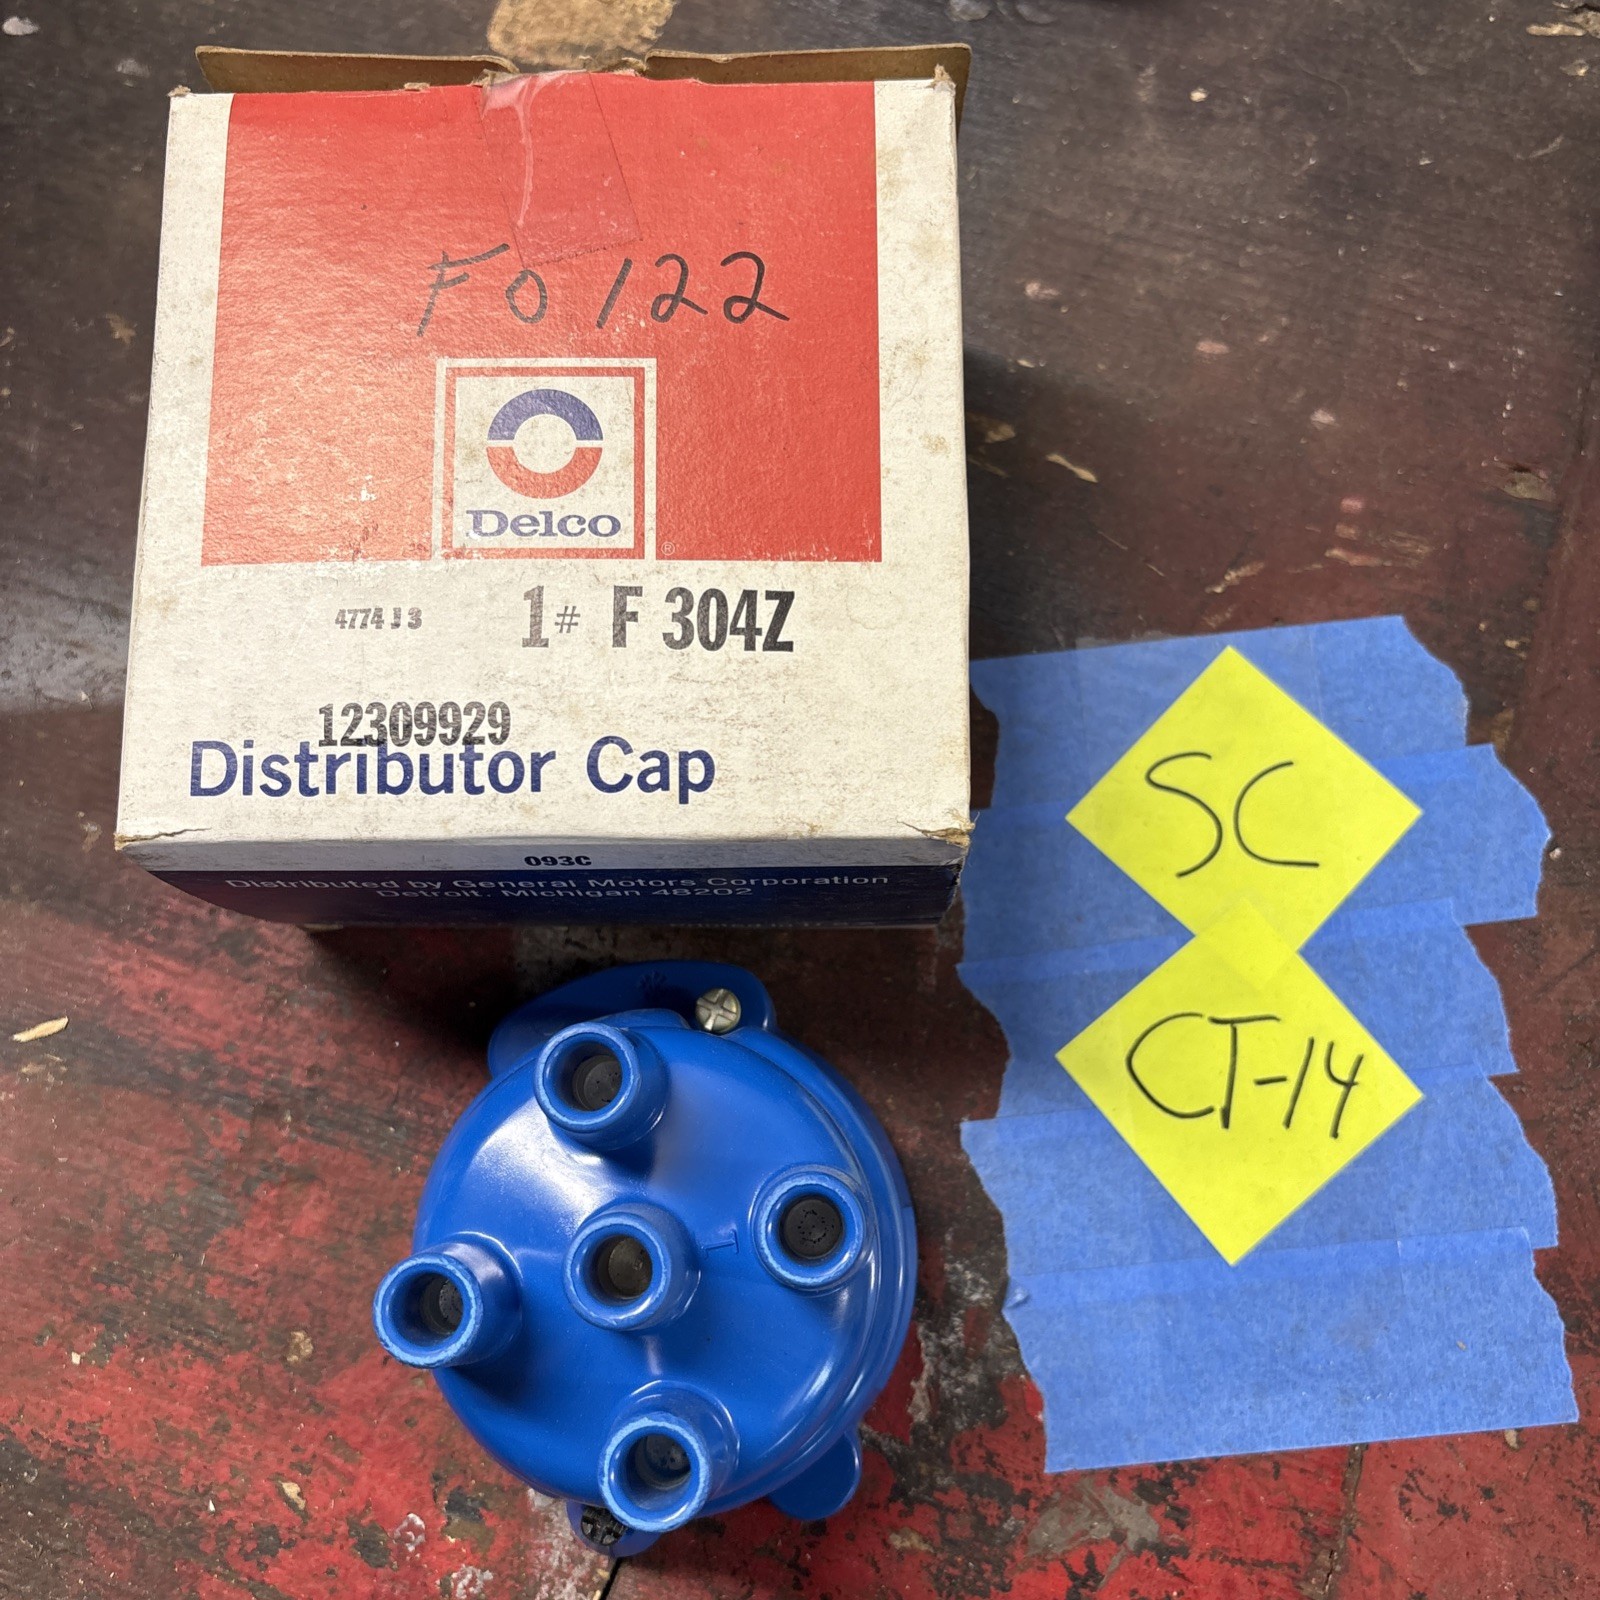 F0122
Delco
®
4774 J 3
1# F 304Z
12309929
Distributor Cap
093C
Distributed by General Motors Corporation
Detroit, Michigan 48202
SC
CT-14
1